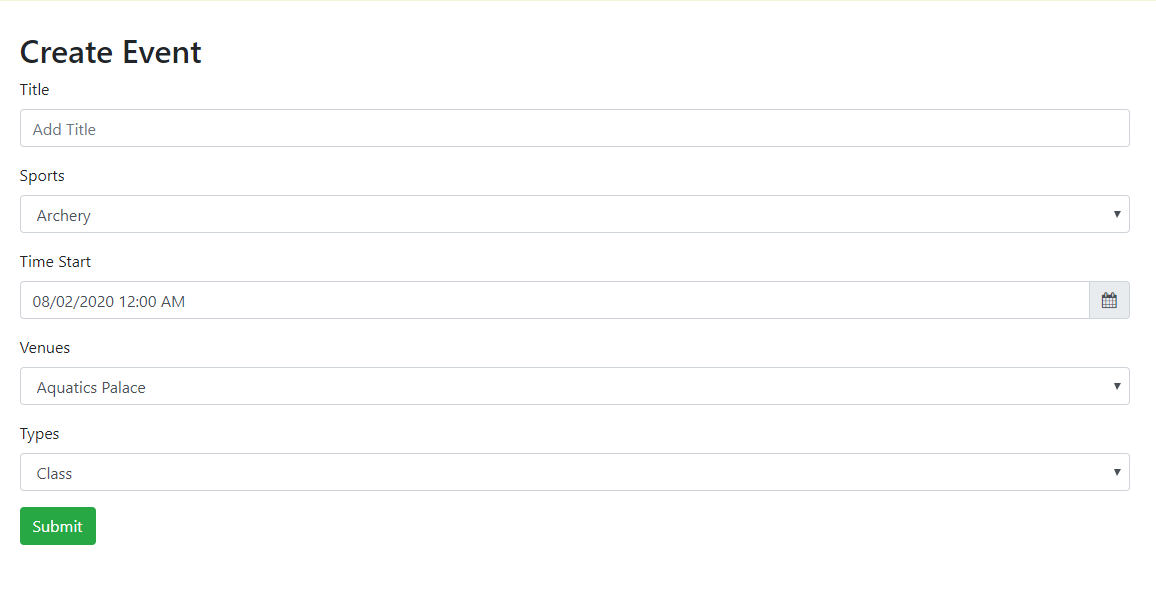 Create Event
Title
Add Title
Sports
Archery
Time Start
08/02/2020 12:00 AM
Venues
Aquatics Palace
Types
Class
Submit